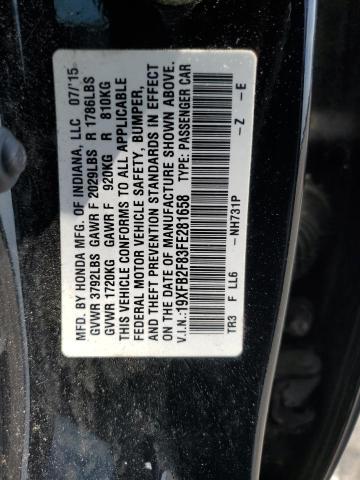 MFD. BY HONDA MFG. OF INDIANA, LLC 07/'15
GVWR 3792LBS GAWR F 2029LBS R 1786LBS
GVWR 1720KG GAWR F 920KG R 810KG
THIS VEHICLE CONFORMS TO ALL APPLICABLE
FEDERAL MOTOR VEHICLE SAFETY, BUMPER,
AND THEFT PREVENTION STANDARDS IN EFFECT
ON THE DATE OF MANUFACTURE SHOWN ABOVE.
V.I.N.: 19XFB2F83FE281658 TYPE: PASSENGER CAR
TR3 F LL6 -NH731P -Z -E